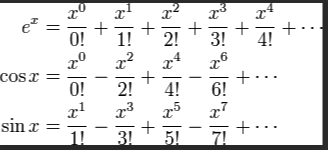 e^x = x^0/0! + x^1/1! + x^2/2! + x^3/3! + x^4/4! + ···
cos x = x^0/0! − x^2/2! + x^4/4! − x^6/6! + ···
sin x = x^1/1! − x^3/3! + x^5/5! − x^7/7! + ···